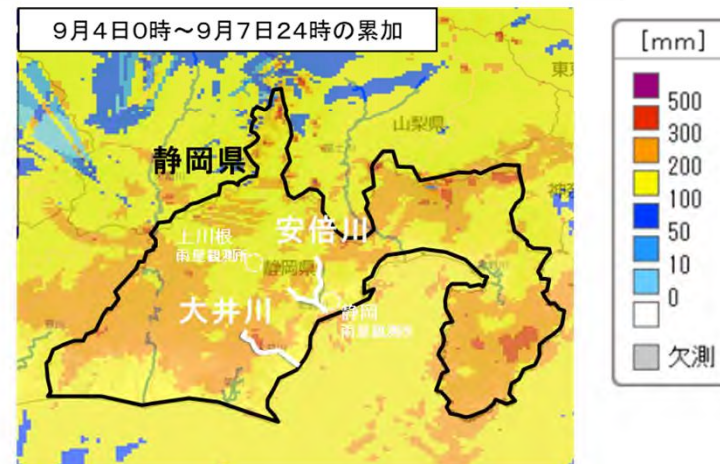 9月4日0時～9月7日24時の累加
山梨県
静岡県
上川根
雨量観測所
安倍川
静岡県
大井川
静岡
雨量観測所
[mm]
500
300
200
100
50
10
0
欠測